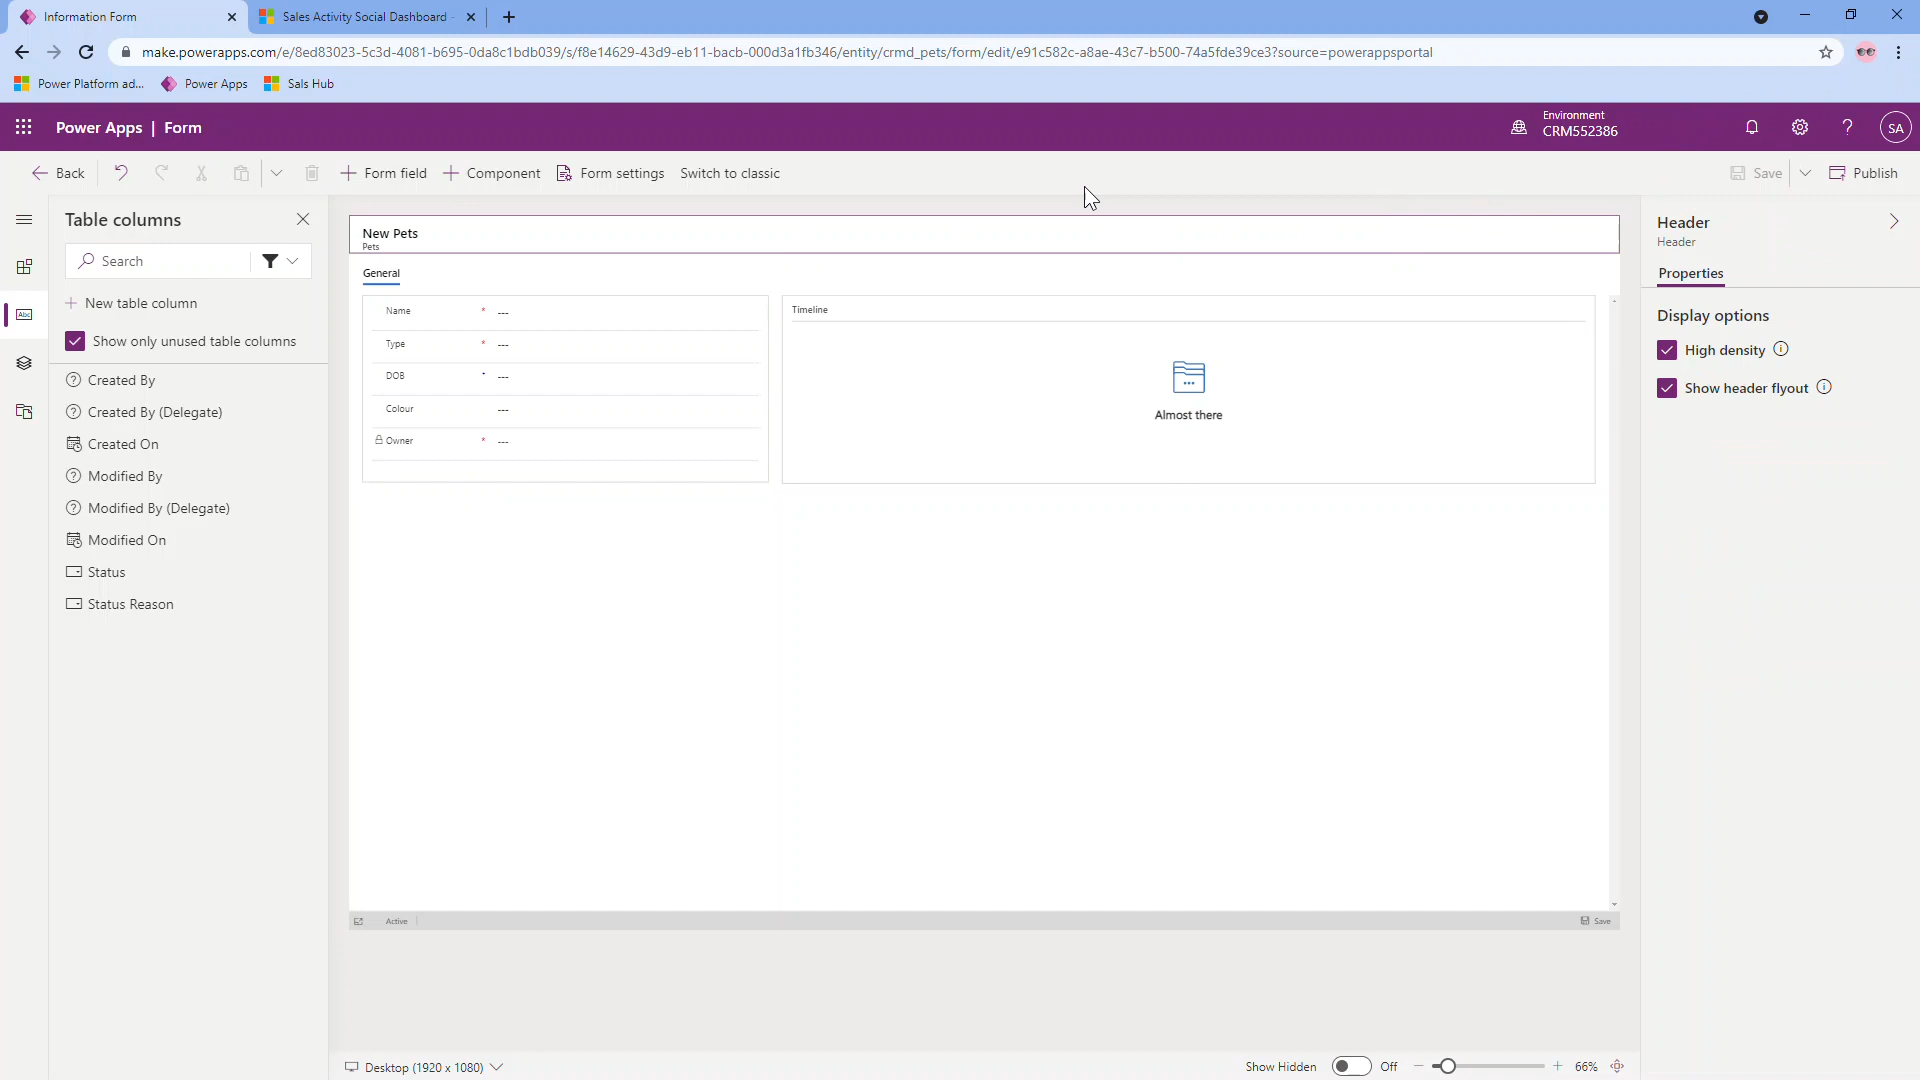 Information Form
Sales Activity Social Dashboard -
make.powerapps.com/e/8ed83023-5c3d-4081-b695-0da8c1bdb039/s/f8e14629-43d9-eb11-bacb-000d3a1fb346/entity/crmd_pets/form/edit/e91c582c-a8ae-43c7-b500-74a5fde39ce3?source=powerappsportal
Power Platform ad...
Power Apps
Sals Hub
Power Apps | Form
Environment
CRM552386
SA
Back
Form field
Component
Form settings
Switch to classic
Save
Publish
Table columns
Search
New table column
Show only unused table columns
Created By
Created By (Delegate)
Created On
Modified By
Modified By (Delegate)
Modified On
Status
Status Reason
New Pets
Pets
General
Name * ---
Type * ---
DOB * ---
Colour ---
Owner * ---
Timeline
Almost there
Active
Save
Header
Header
Properties
Display options
High density
Show header flyout
Desktop (1920 x 1080)
Show Hidden
Off
66%